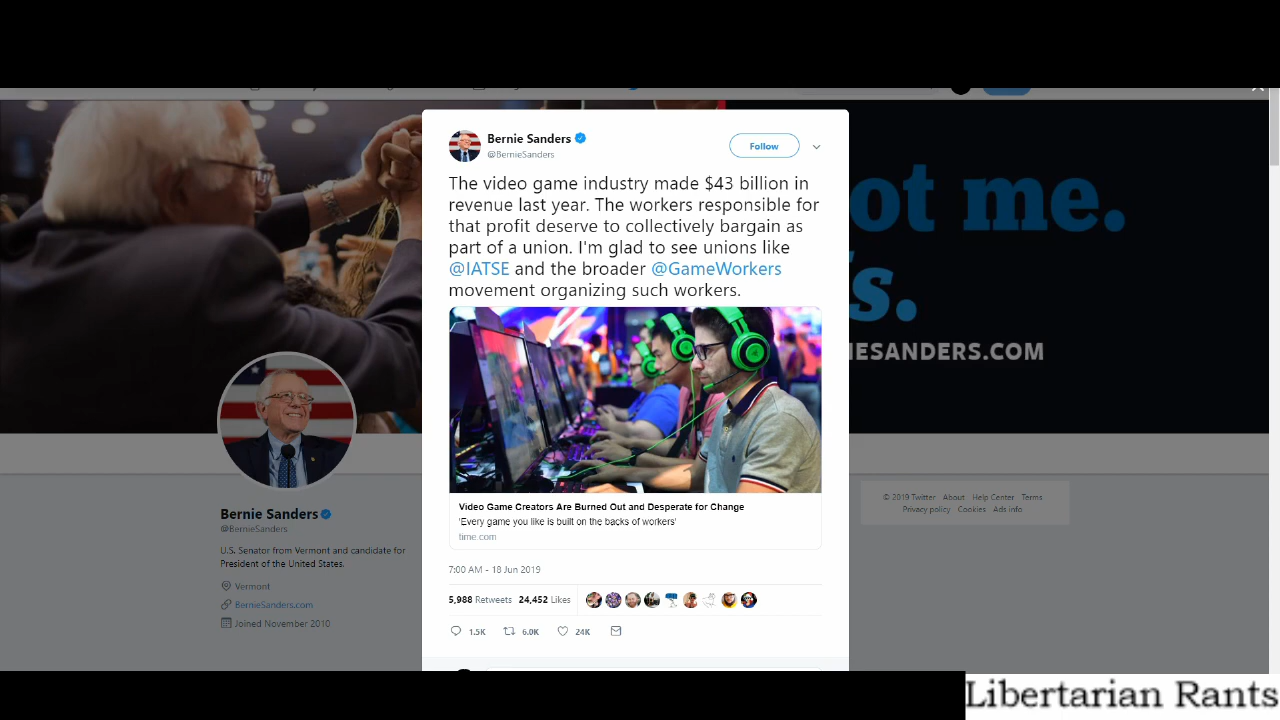 Bernie Sanders
@BernieSanders
Follow
The video game industry made $43 billion in
revenue last year. The workers responsible for
that profit deserve to collectively bargain as
part of a union. I'm glad to see unions like
@IATSE and the broader @GameWorkers
movement organizing such workers.
Video Game Creators Are Burned Out and Desperate for Change
'Every game you like is built on the backs of workers'
time.com
7:00 AM - 18 Jun 2019
5,988 Retweets 24,452 Likes
1.5K 6.0K 24K
ot me.
s.
IESANDERS.COM
Bernie Sanders
@BernieSanders
U.S. Senator from Vermont and candidate for
President of the United States.
Vermont
BernieSanders.com
Joined November 2010
© 2019 Twitter About Help Center Terms
Privacy policy Cookies Ads info
Libertarian Rants